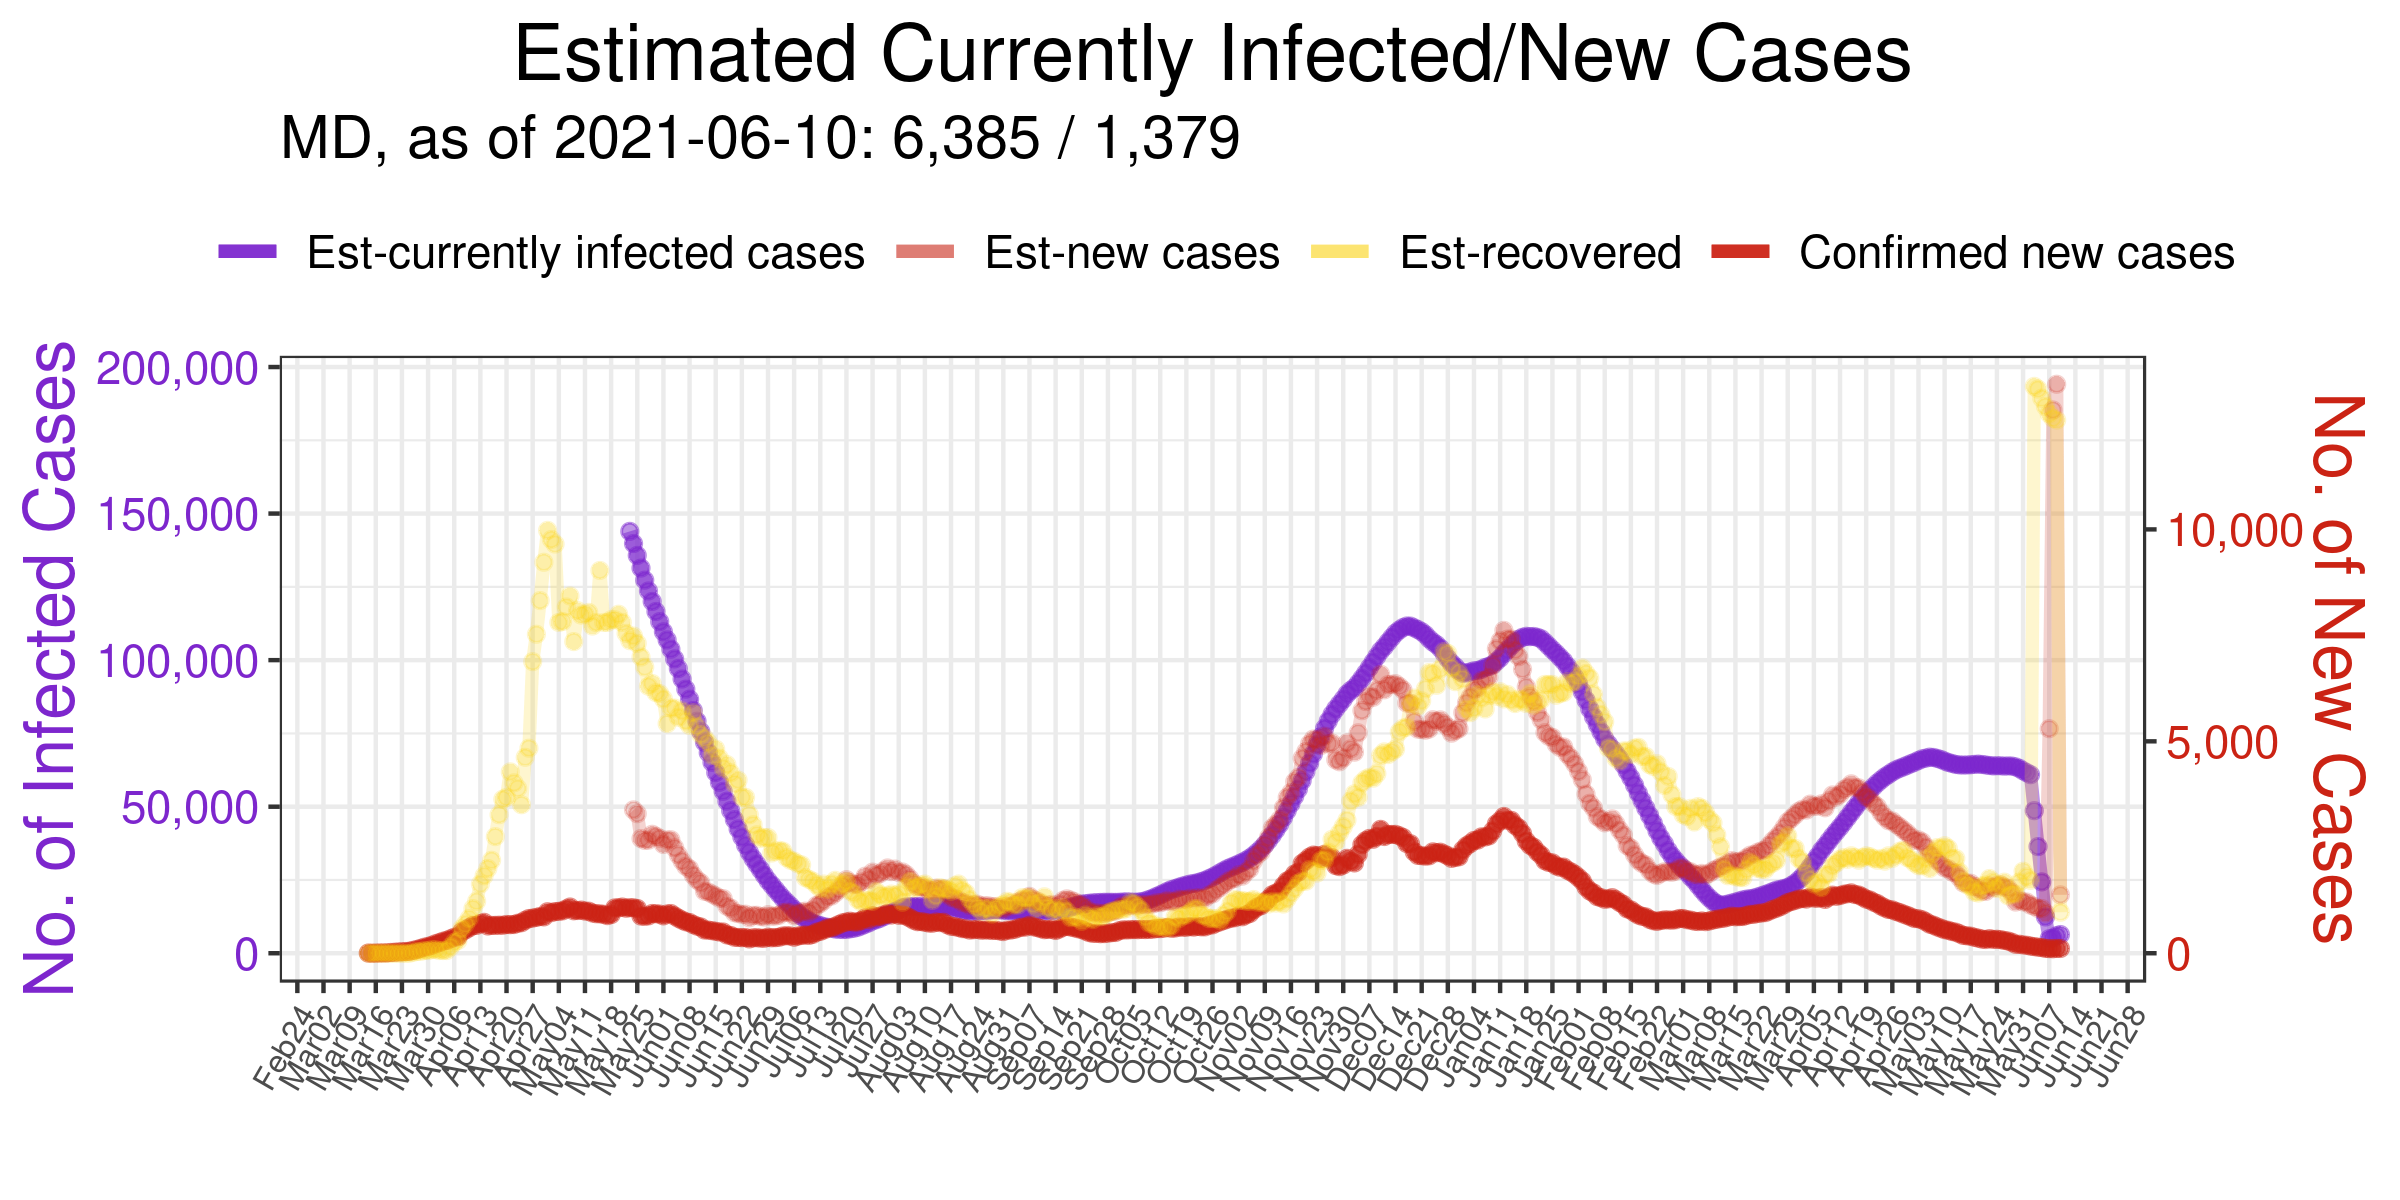 Estimated Currently Infected/New Cases
MD, as of 2021-06-10: 6,385 / 1,379
Est-currently infected cases Est-new cases Est-recovered Confirmed new cases
No. of Infected Cases
200,000
150,000
100,000
50,000
0
10,000
5,000
0
No. of New Cases
Feb24 Mar02 Mar09 Mar16 Mar23 Mar30 Apr06 Apr13 Apr20 Apr27 May04 May11 May18 May25 Jun01 Jun08 Jun15 Jun22 Jun29 Jul06 Jul13 Jul20 Jul27 Aug03 Aug10 Aug17 Aug24 Aug31 Sep07 Sep14 Sep21 Sep28 Oct05 Oct12 Oct19 Oct26 Nov02 Nov09 Nov16 Nov23 Nov30 Dec07 Dec14 Dec21 Dec28 Jan04 Jan11 Jan18 Jan25 Feb01 Feb08 Feb15 Feb22 Mar01 Mar08 Mar15 Mar22 Mar29 Apr05 Apr12 Apr19 Apr26 May03 May10 May17 May24 May31 Jun07 Jun14 Jun21 Jun28